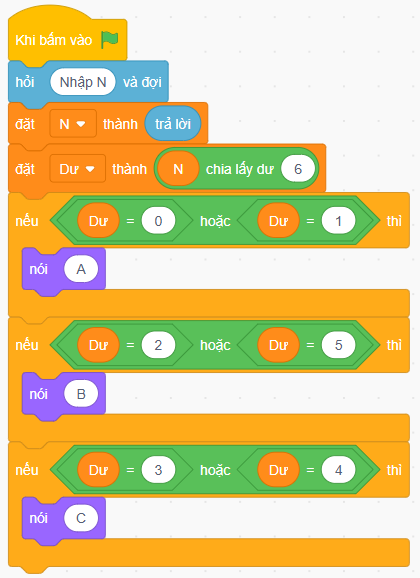 Khi bấm vào
hỏi Nhập N và đợi
đặt N thành trả lời
đặt Dư thành N chia lấy dư 6
nếu Dư = 0 hoặc Dư = 1 thì
nói A
nếu Dư = 2 hoặc Dư = 5 thì
nói B
nếu Dư = 3 hoặc Dư = 4 thì
nói C